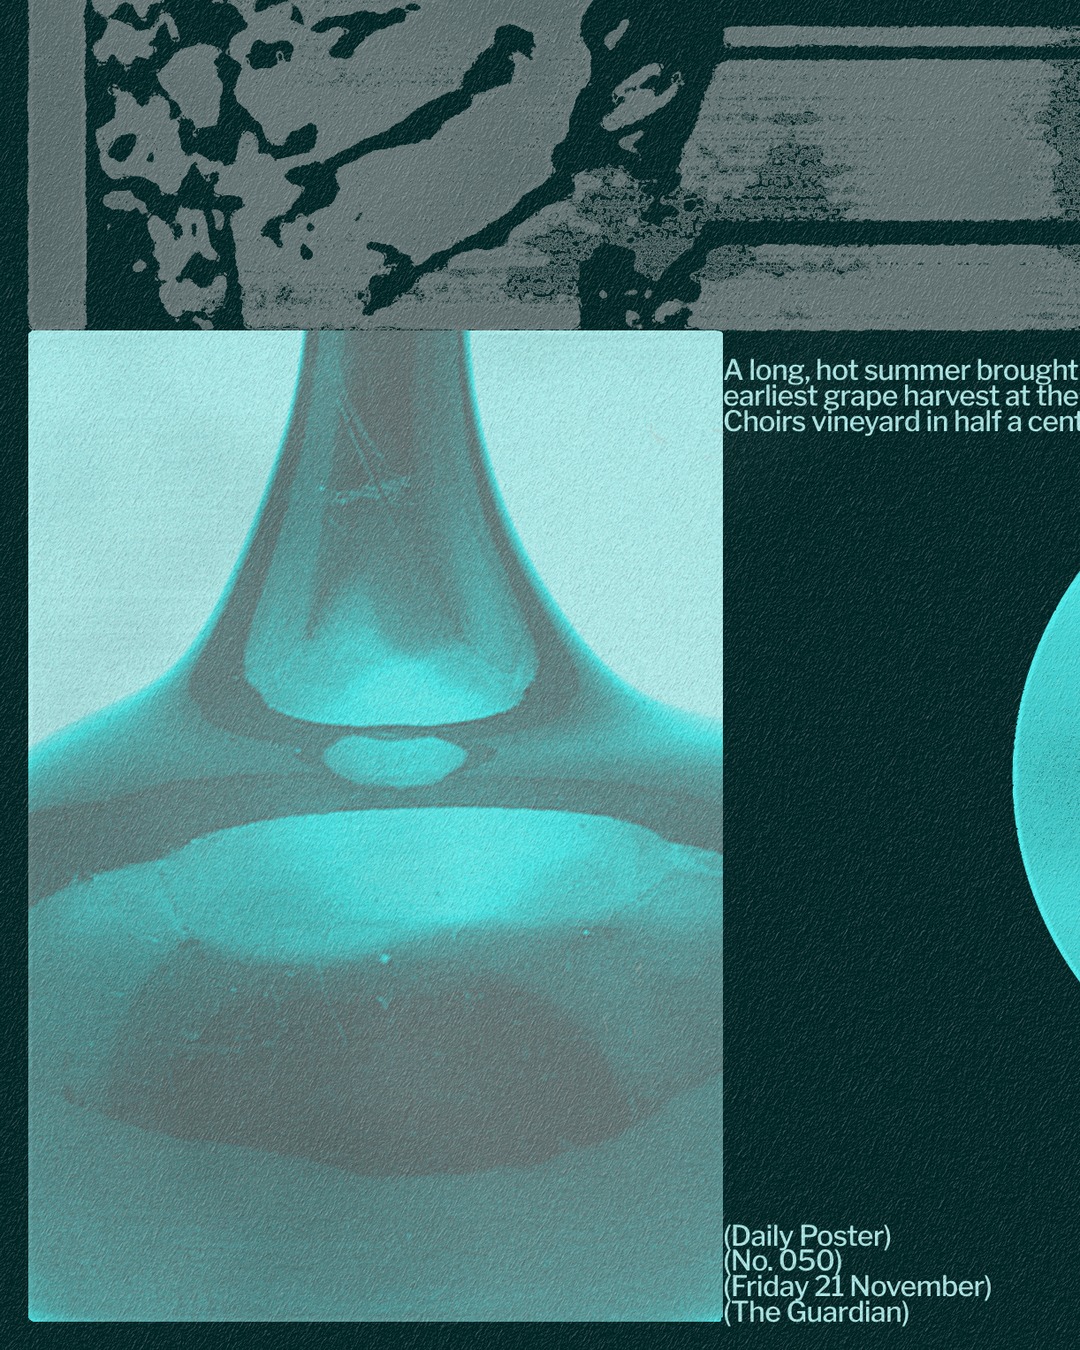 A long, hot summer brought
earliest grape harvest at the
Choirs vineyard in half a cent
(Daily Poster)
(No. 050)
(Friday 21 November)
(The Guardian)